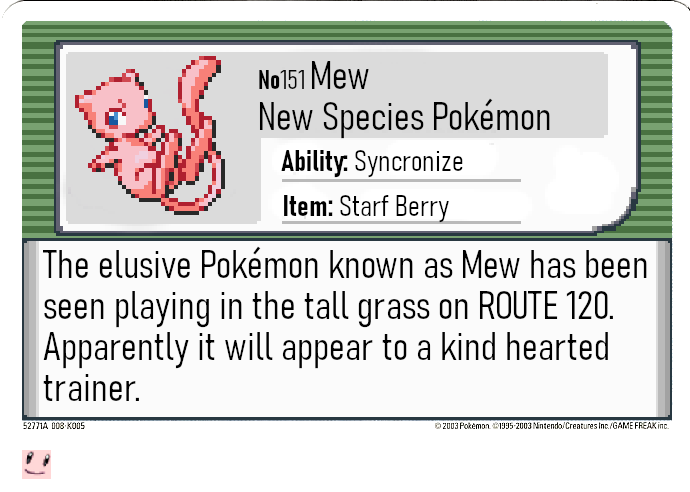 No151 Mew
New Species Pokémon
Ability: Syncronize
Item: Starf Berry
The elusive Pokémon known as Mew has been
seen playing in the tall grass on ROUTE 120.
Apparently it will appear to a kind hearted
trainer.
52771A 008-K005
© 2003 Pokémon. ©1995-2003 Nintendo/Creatures Inc./GAME FREAK inc.